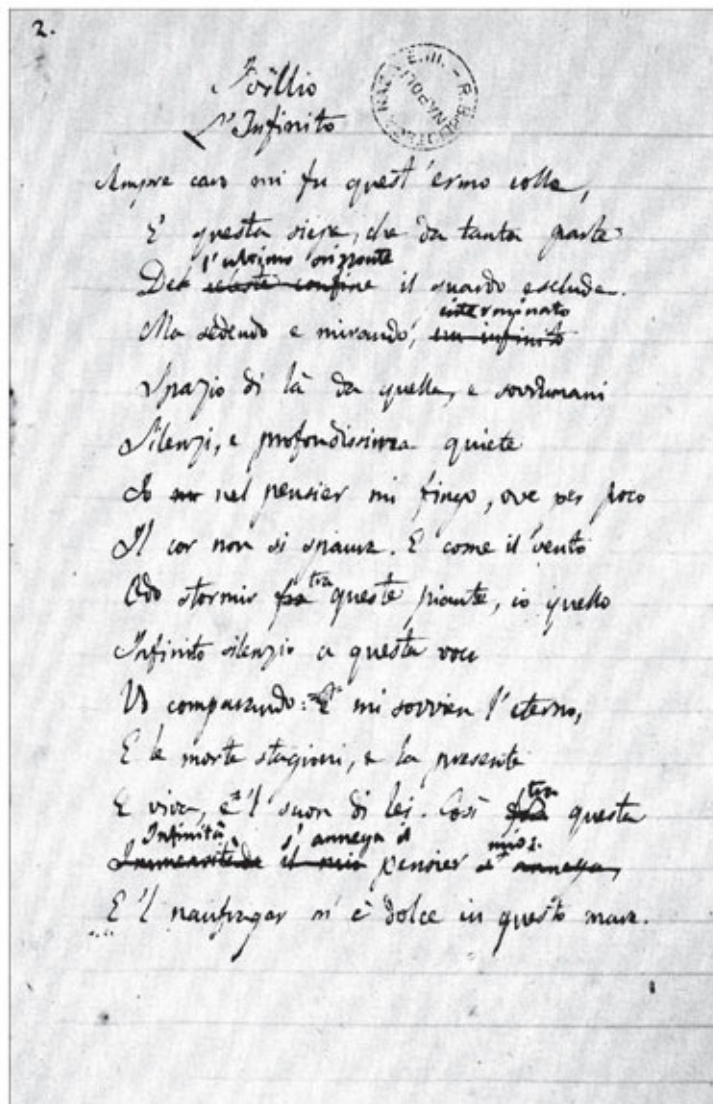 2.
Idillio
L'Infinito
Sempre caro mi fu quest'ermo colle,
E questa siepe, che da tanta parte
l'ultimo orizzonte
Del celeste confine il guardo esclude.
interminato
Ma sedendo e mirando, un infinito
Spazio di là da quella, e sovrumani
Silenzi, e profondissima quiete
Io nel pensier mi fingo, ove per poco
Il cor non si spaura. E come il vento
Odo stormir fra tra queste piante, io quello
Infinito silenzio a questa voce
Vo comparando: E mi sovvien l'eterno,
E le morte stagioni, e la presente
E viva, e 'l suon di lei. Così fra tra questa
Infinità s'annega il mio:
Immensità il mio pensier s'annega,
E 'l naufragar m'è dolce in questo mare.